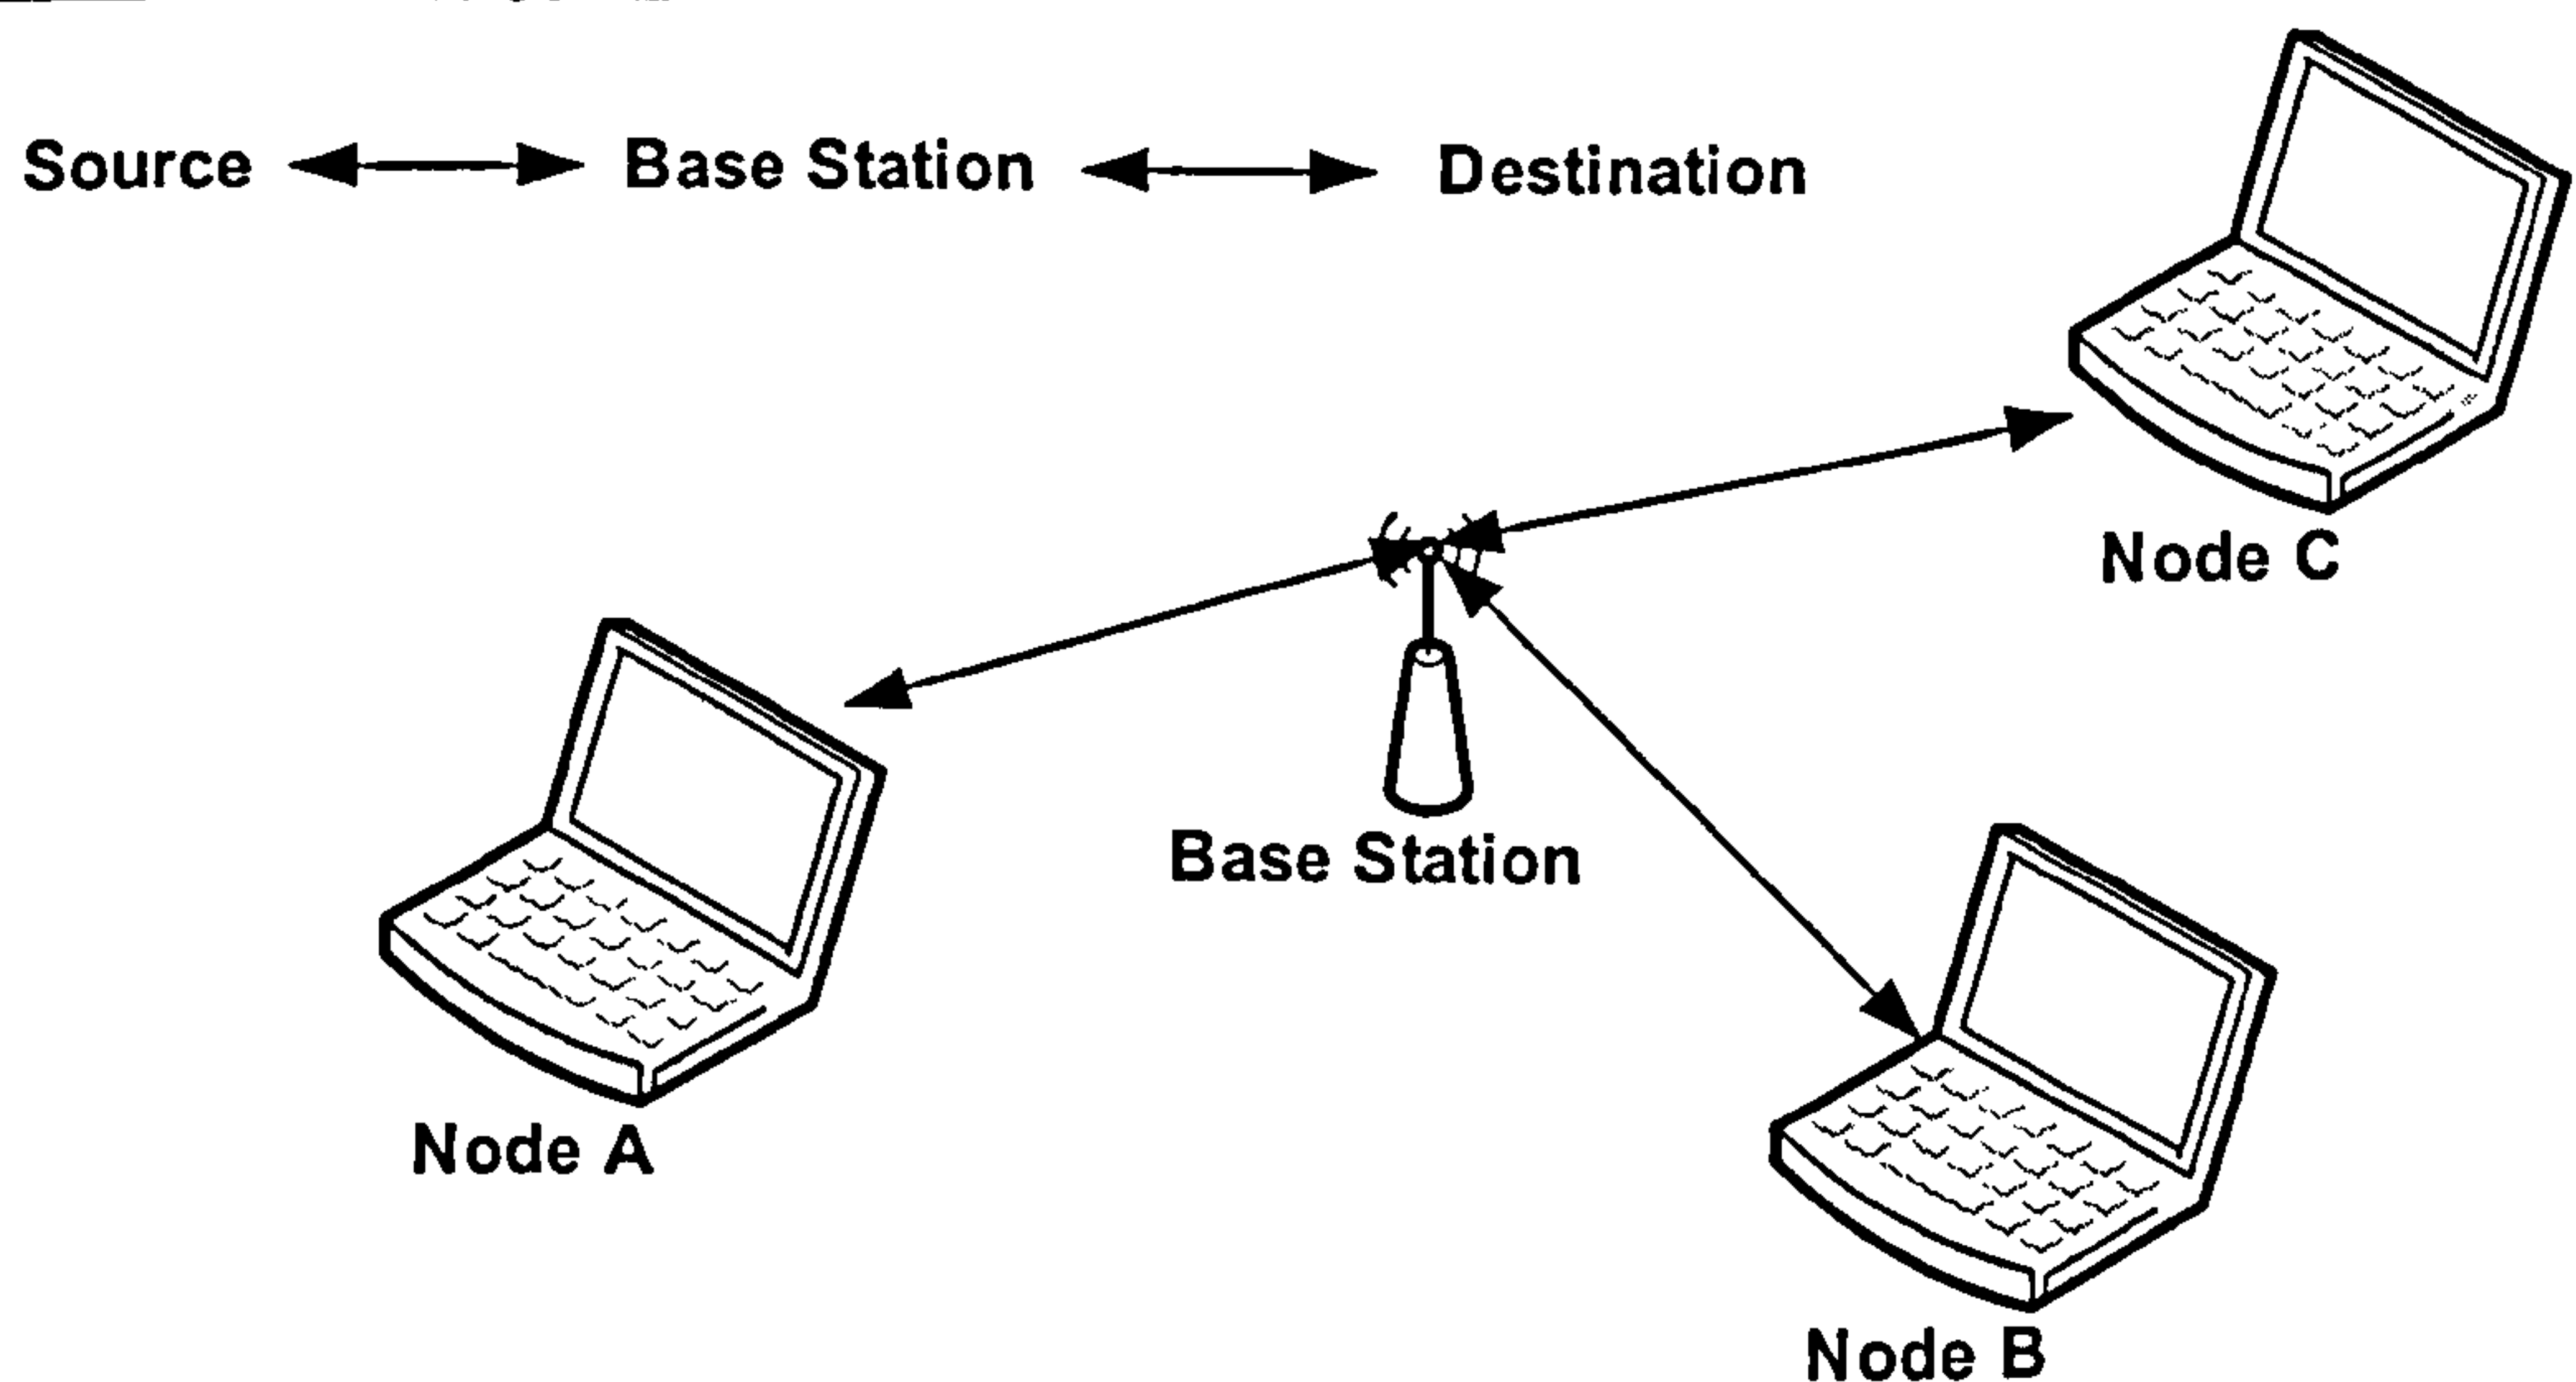 Source Base Station Destination
Node C
Base Station
Node A
Node B